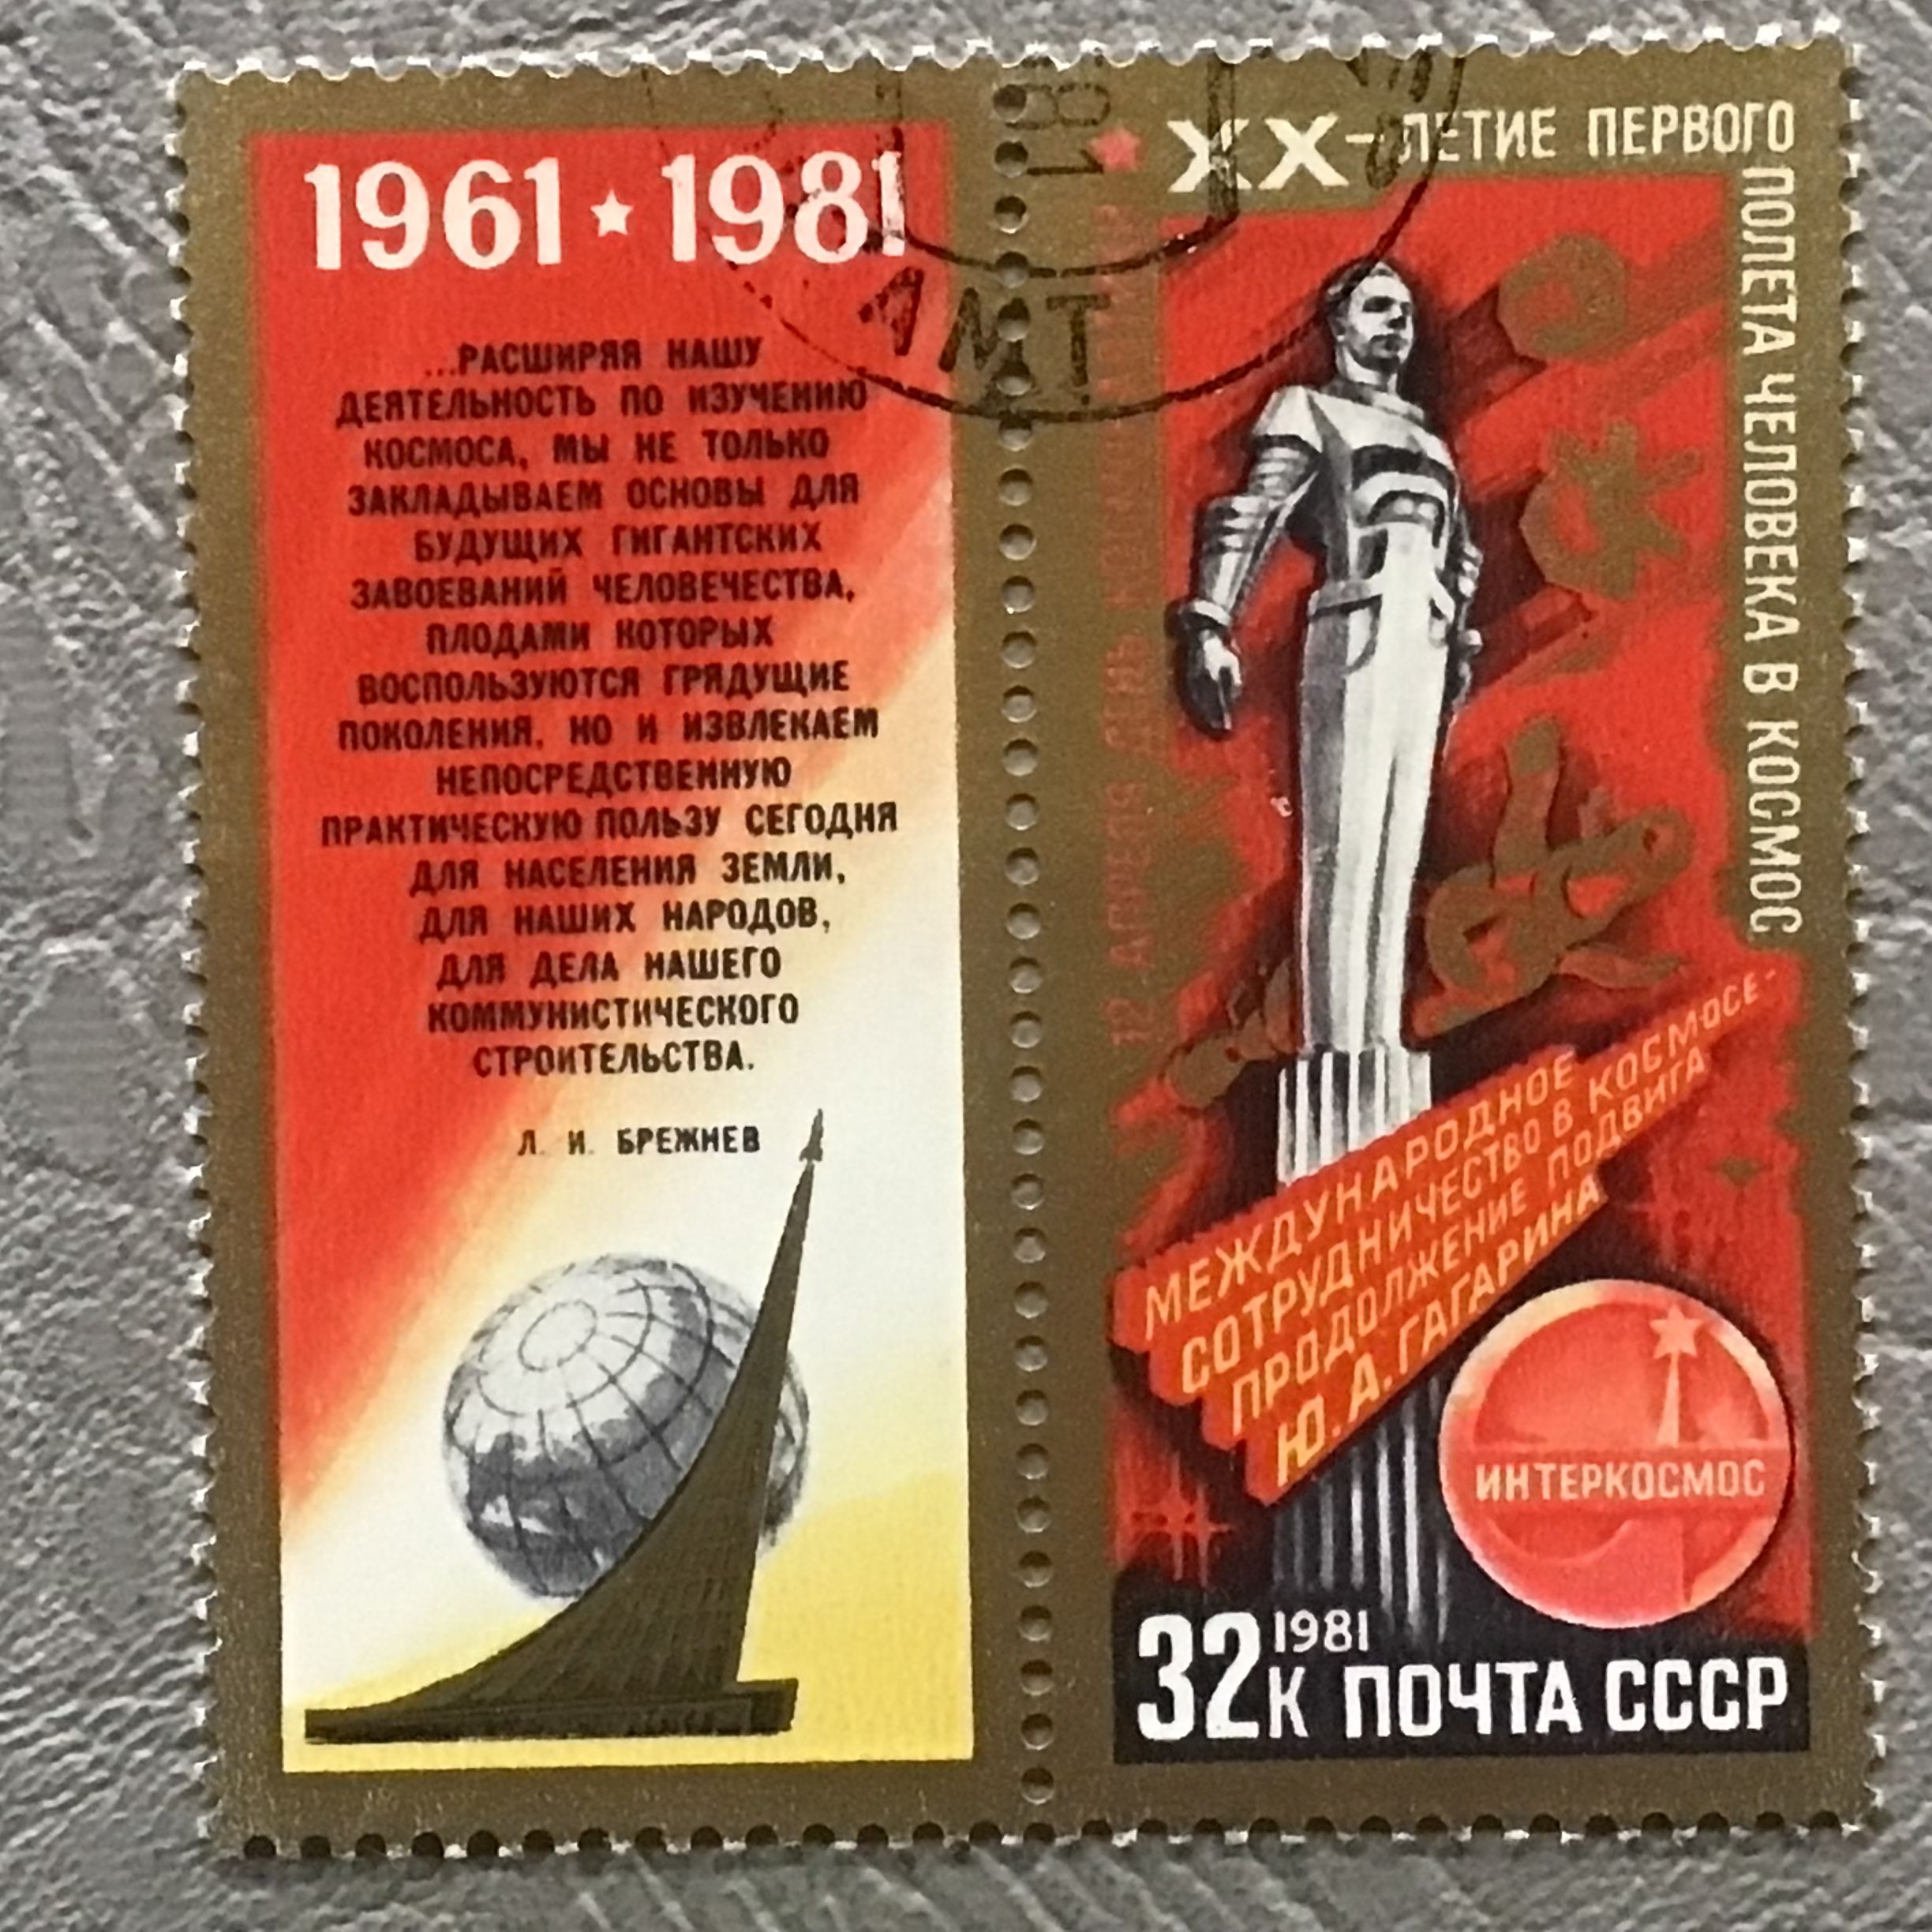 1961 ★ 1981
...РАСШИРЯЯ НАШУ
ДЕЯТЕЛЬНОСТЬ ПО ИЗУЧЕНИЮ
КОСМОСА, МЫ НЕ ТОЛЬКО
ЗАКЛАДЫВАЕМ ОСНОВЫ ДЛЯ
БУДУЩИХ ГИГАНТСКИХ
ЗАВОЕВАНИЙ ЧЕЛОВЕЧЕСТВА,
ПЛОДАМИ КОТОРЫХ
ВОСПОЛЬЗУЮТСЯ ГРЯДУЩИЕ
ПОКОЛЕНИЯ, НО И ИЗВЛЕКАЕМ
НЕПОСРЕДСТВЕННУЮ
ПРАКТИЧЕСКУЮ ПОЛЬЗУ СЕГОДНЯ
ДЛЯ НАСЕЛЕНИЯ ЗЕМЛИ,
ДЛЯ НАШИХ НАРОДОВ,
ДЛЯ ДЕЛА НАШЕГО
КОММУНИСТИЧЕСКОГО
СТРОИТЕЛЬСТВА.
Л. И. БРЕЖНЕВ
81
АМТ
XX-ЛЕТИЕ ПЕРВОГО
ПОЛЕТА ЧЕЛОВЕКА В КОСМОС
12 АПРЕЛЯ ДЕНЬ
МЕЖДУНАРОДНОЕ
СОТРУДНИЧЕСТВО В КОСМОСЕ-
ПРОДОЛЖЕНИЕ ПОДВИГА
Ю. А. ГАГАРИНА
ИНТЕРКОСМОС
1981
32К ПОЧТА СССР